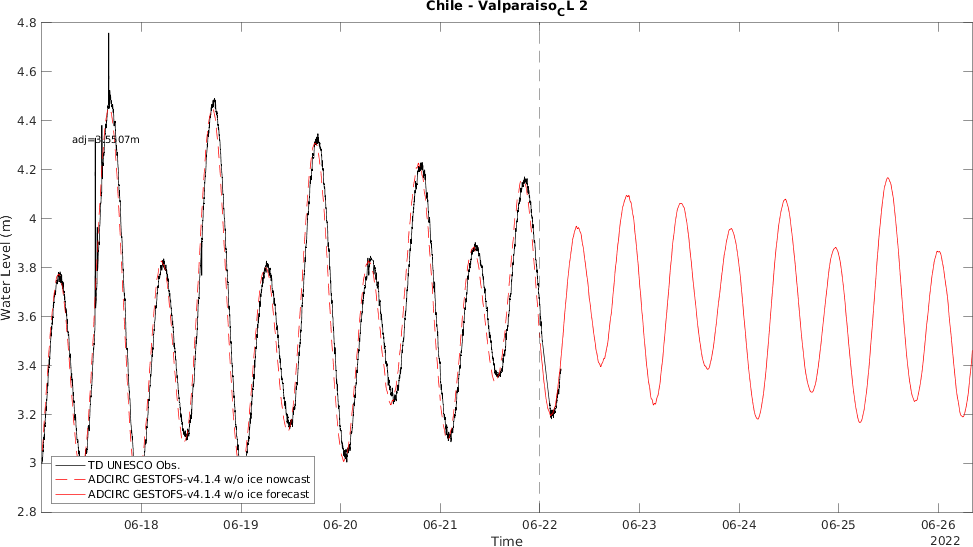 Chile - ValparaisoCL 2
4.8
4.6
4.4
adj=3.5507m
4.2
4
3.8
3.6
3.4
3.2
3
2.8
Water Level (m)
TD UNESCO Obs.
ADCIRC GESTOFS-v4.1.4 w/o ice nowcast
ADCIRC GESTOFS-v4.1.4 w/o ice forecast
06-18 06-19 06-20 06-21 06-22 06-23 06-24 06-25 06-26
Time
2022